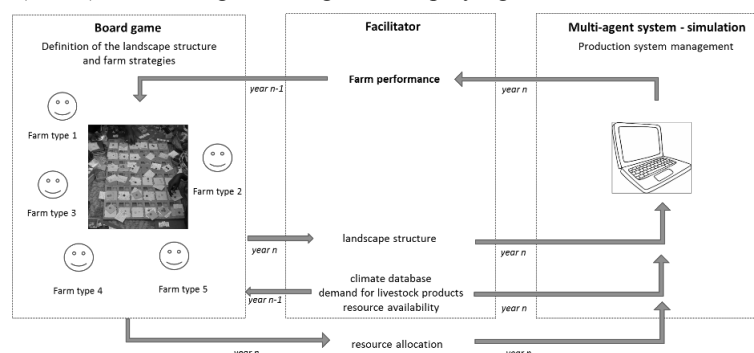 Board game
Definition of the landscape structure
and farm strategies
Farm type 1
Farm type 2
Farm type 3
Farm type 4
Farm type 5
Facilitator
Farm performance
year n-1
year n
landscape structure
year n
year n
climate database
demand for livestock products
resource availability
year n-1
year n
resource allocation
year n
year n
Multi-agent system - simulation
Production system management